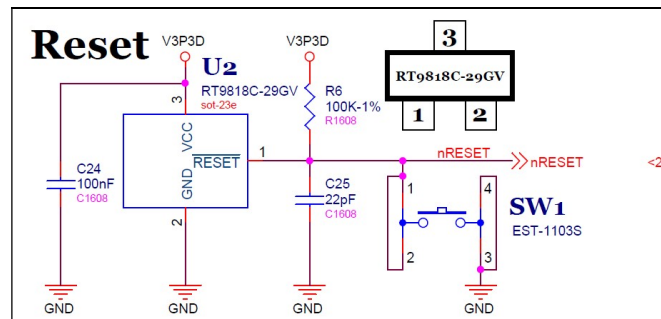 Reset
V3P3D
U2
RT9818C-29GV
sot-23e
3
VCC
RESET
GND
1
2
GND
C24
100nF
C1608
GND
V3P3D
R6
100K-1%
R1608
C25
22pF
C1608
GND
3
RT9818C-29GV
1
2
nRESET
nRESET
<2
1
2
4
3
SW1
EST-1103S
GND